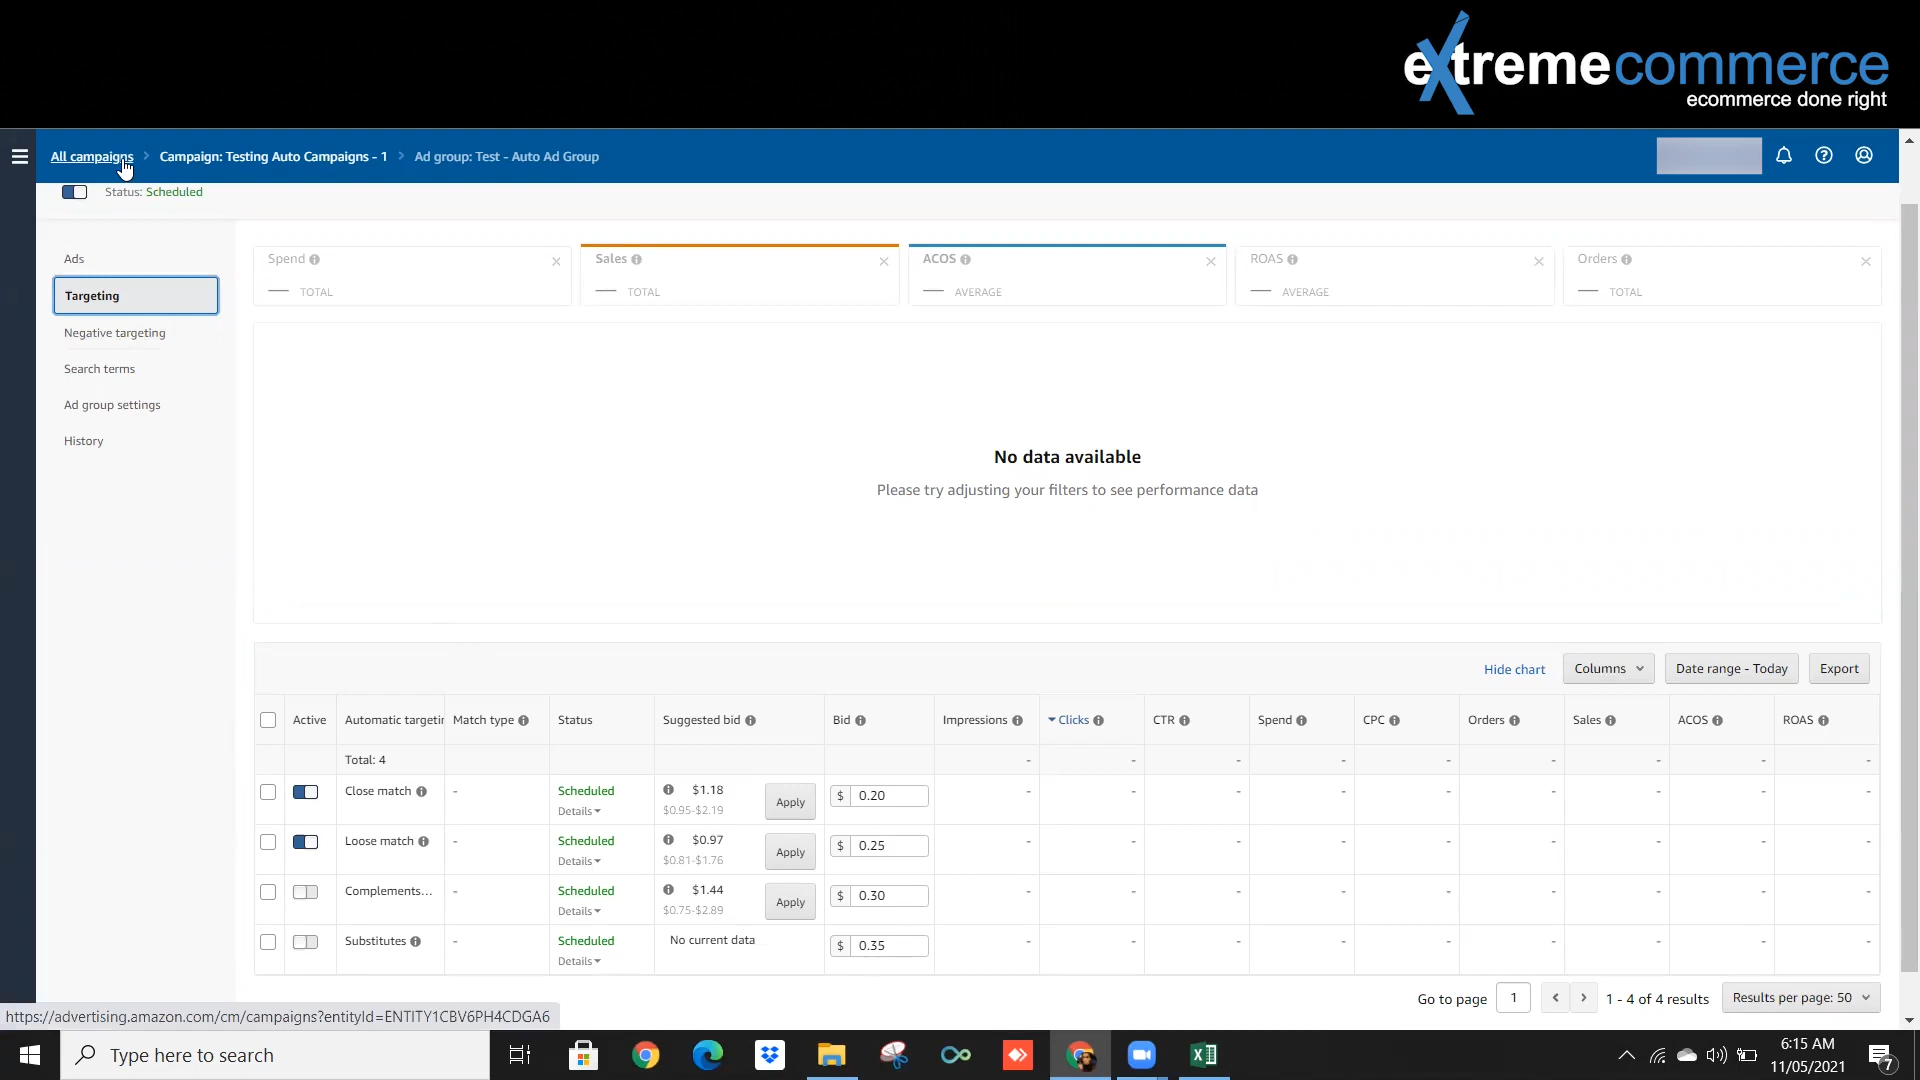 extremecommerce
ecommerce done right
All campaigns > Campaign: Testing Auto Campaigns - 1 > Ad group: Test - Auto Ad Group
Status: Scheduled
Ads
Targeting
Negative targeting
Search terms
Ad group settings
History
Spend
TOTAL
Sales
TOTAL
ACOS
AVERAGE
ROAS
AVERAGE
Orders
TOTAL
No data available
Please try adjusting your filters to see performance data
Hide chart Columns Date range - Today Export
Active Automatic targetin Match type Status Suggested bid Bid Impressions Clicks CTR Spend CPC Orders Sales ACOS ROAS
Total: 4 - - - - - - - - -
Close match - Scheduled $1.18 Apply $ 0.20 - - - - - - - - -
Details $0.95-$2.19
Loose match - Scheduled $0.97 Apply $ 0.25 - - - - - - - - -
Details $0.81-$1.76
Complements... - Scheduled $1.44 Apply $ 0.30 - - - - - - - - -
Details $0.75-$2.89
Substitutes - Scheduled No current data $ 0.35 - - - - - - - - -
Details
Go to page 1 < > 1 - 4 of 4 results Results per page: 50
https://advertising.amazon.com/cm/campaigns?entityId=ENTITY1CBV6PH4CDGA6
Type here to search
6:15 AM
11/05/2021
7